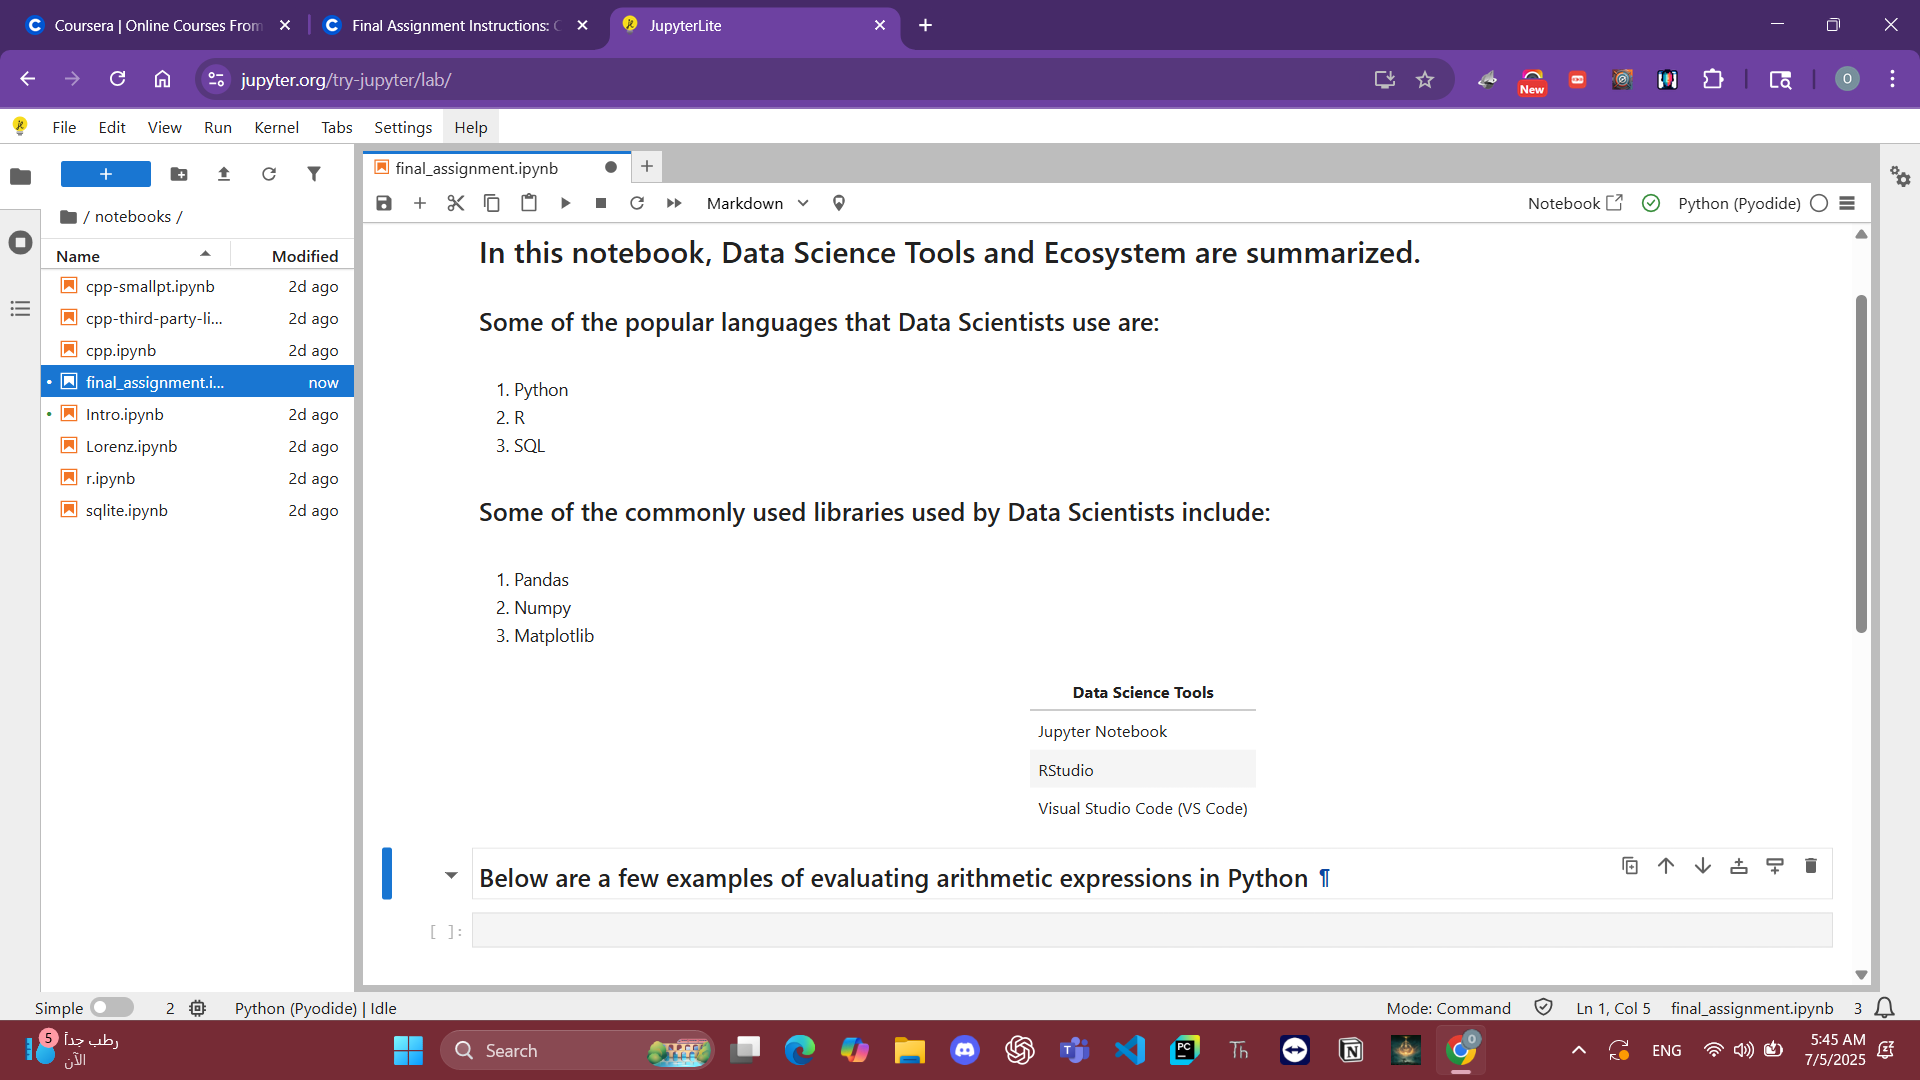 Coursera | Online Courses From
Final Assignment Instructions: C
JupyterLite
jupyter.org/try-jupyter/lab/
New
O
File Edit View Run Kernel Tabs Settings Help
final_assignment.ipynb
Markdown
Notebook
Python (Pyodide)
/ notebooks /
Name Modified
cpp-smallpt.ipynb 2d ago
cpp-third-party-li... 2d ago
cpp.ipynb 2d ago
final_assignment.i... now
Intro.ipynb 2d ago
Lorenz.ipynb 2d ago
r.ipynb 2d ago
sqlite.ipynb 2d ago
In this notebook, Data Science Tools and Ecosystem are summarized.
Some of the popular languages that Data Scientists use are:
1. Python
2. R
3. SQL
Some of the commonly used libraries used by Data Scientists include:
1. Pandas
2. Numpy
3. Matplotlib
Data Science Tools
Jupyter Notebook
RStudio
Visual Studio Code (VS Code)
Below are a few examples of evaluating arithmetic expressions in Python ¶
[ ]:
Simple 2 Python (Pyodide) | Idle Mode: Command Ln 1, Col 5 final_assignment.ipynb 3
5 رطب جداً
الآن
Search
PC
Th
ENG
5:45 AM
7/5/2025